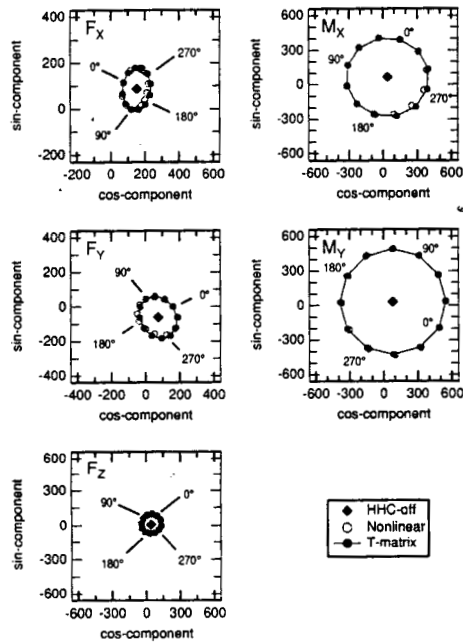 F_X
400
200
0
-200
-200 0 200 400 600
0°
270°
90°
180°
sin-component
cos-component
M_X
600
300
0
-300
-600
-600 -300 0 300 600
90°
180°
270°
sin-component
cos-component
F_Y
400
200
0
-200
-400
-400 -200 0 200 400
90°
0°
180°
270°
sin-component
cos-component
M_Y
600
300
0
-300
-600
-600 -300 0 300 600
180°
90°
0°
270°
sin-component
cos-component
F_Z
600
300
0
-300
-600
-600 -300 0 300 600
90°
0°
180°
270°
sin-component
cos-component
HHC-off
Nonlinear
T-matrix